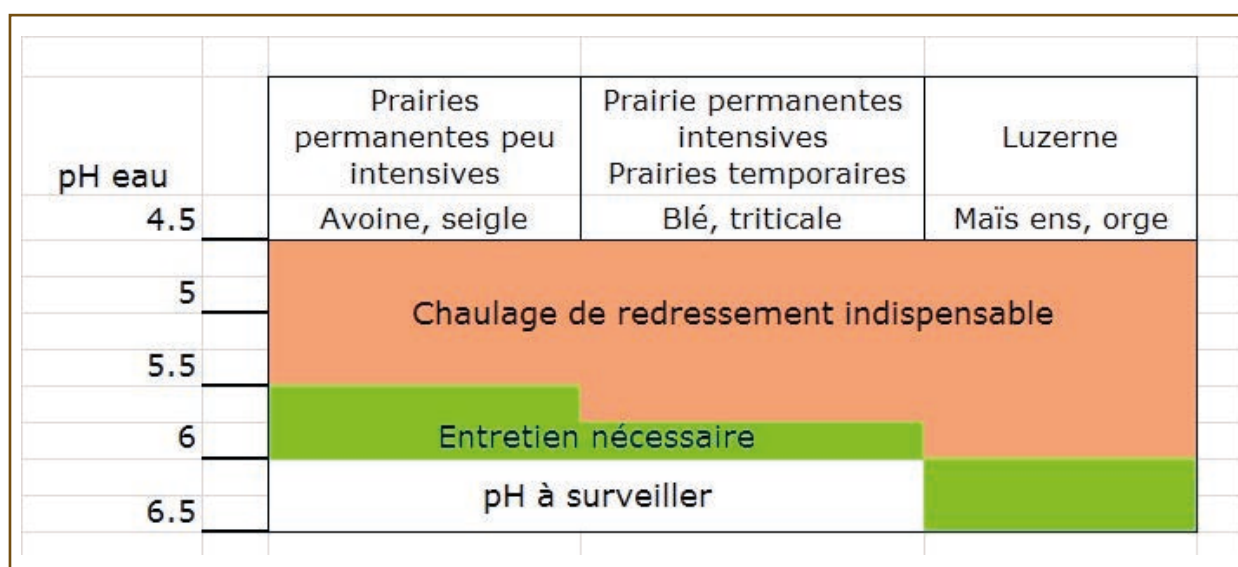 Prairies
permanentes peu
intensives
Prairie permanentes
intensives
Prairies temporaires
Luzerne
pH eau
4.5
Avoine, seigle
Blé, triticale
Maïs ens, orge
5
Chaulage de redressement indispensable
5.5
6
Entretien nécessaire
pH à surveiller
6.5